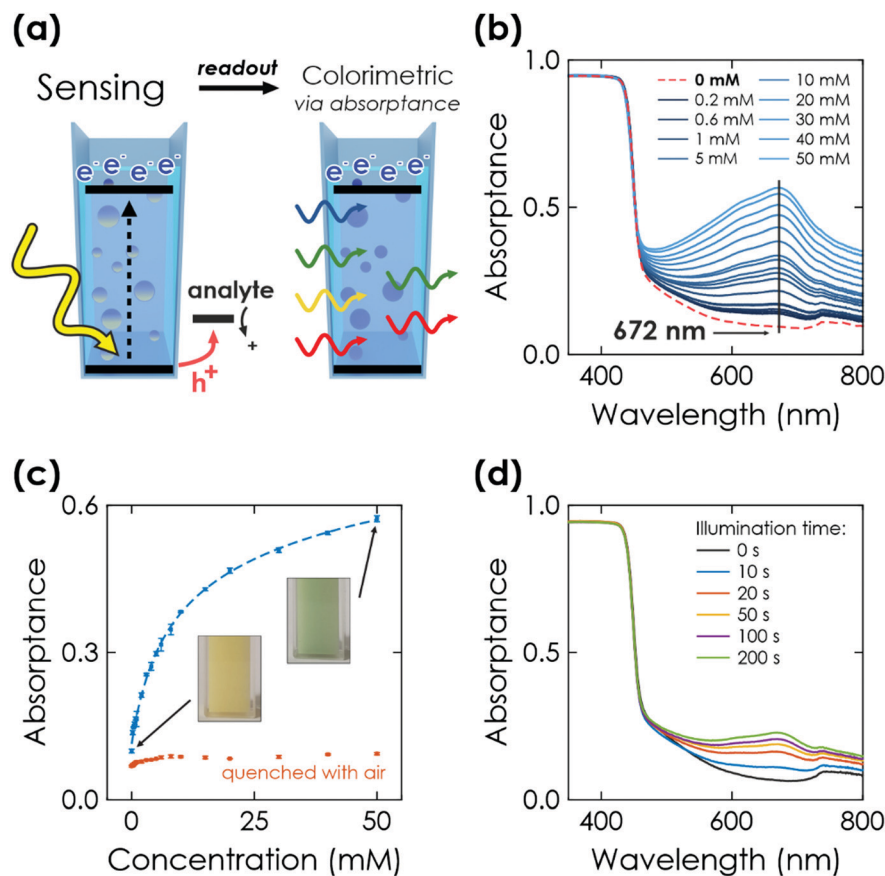 (a)
Sensing
readout
Colorimetric
via absorptance
e- e- e- e-
analyte
+
h+
(b)
Absorptance
1.0
0.5
0.0
0 mM
0.2 mM
0.6 mM
1 mM
5 mM
10 mM
20 mM
30 mM
40 mM
50 mM
672 nm
400 600 800
Wavelength (nm)
(c)
Absorptance
0.6
0.3
0.0
quenched with air
0 25 50
Concentration (mM)
(d)
Absorptance
1.0
0.5
0.0
Illumination time:
0 s
10 s
20 s
50 s
100 s
200 s
400 600 800
Wavelength (nm)